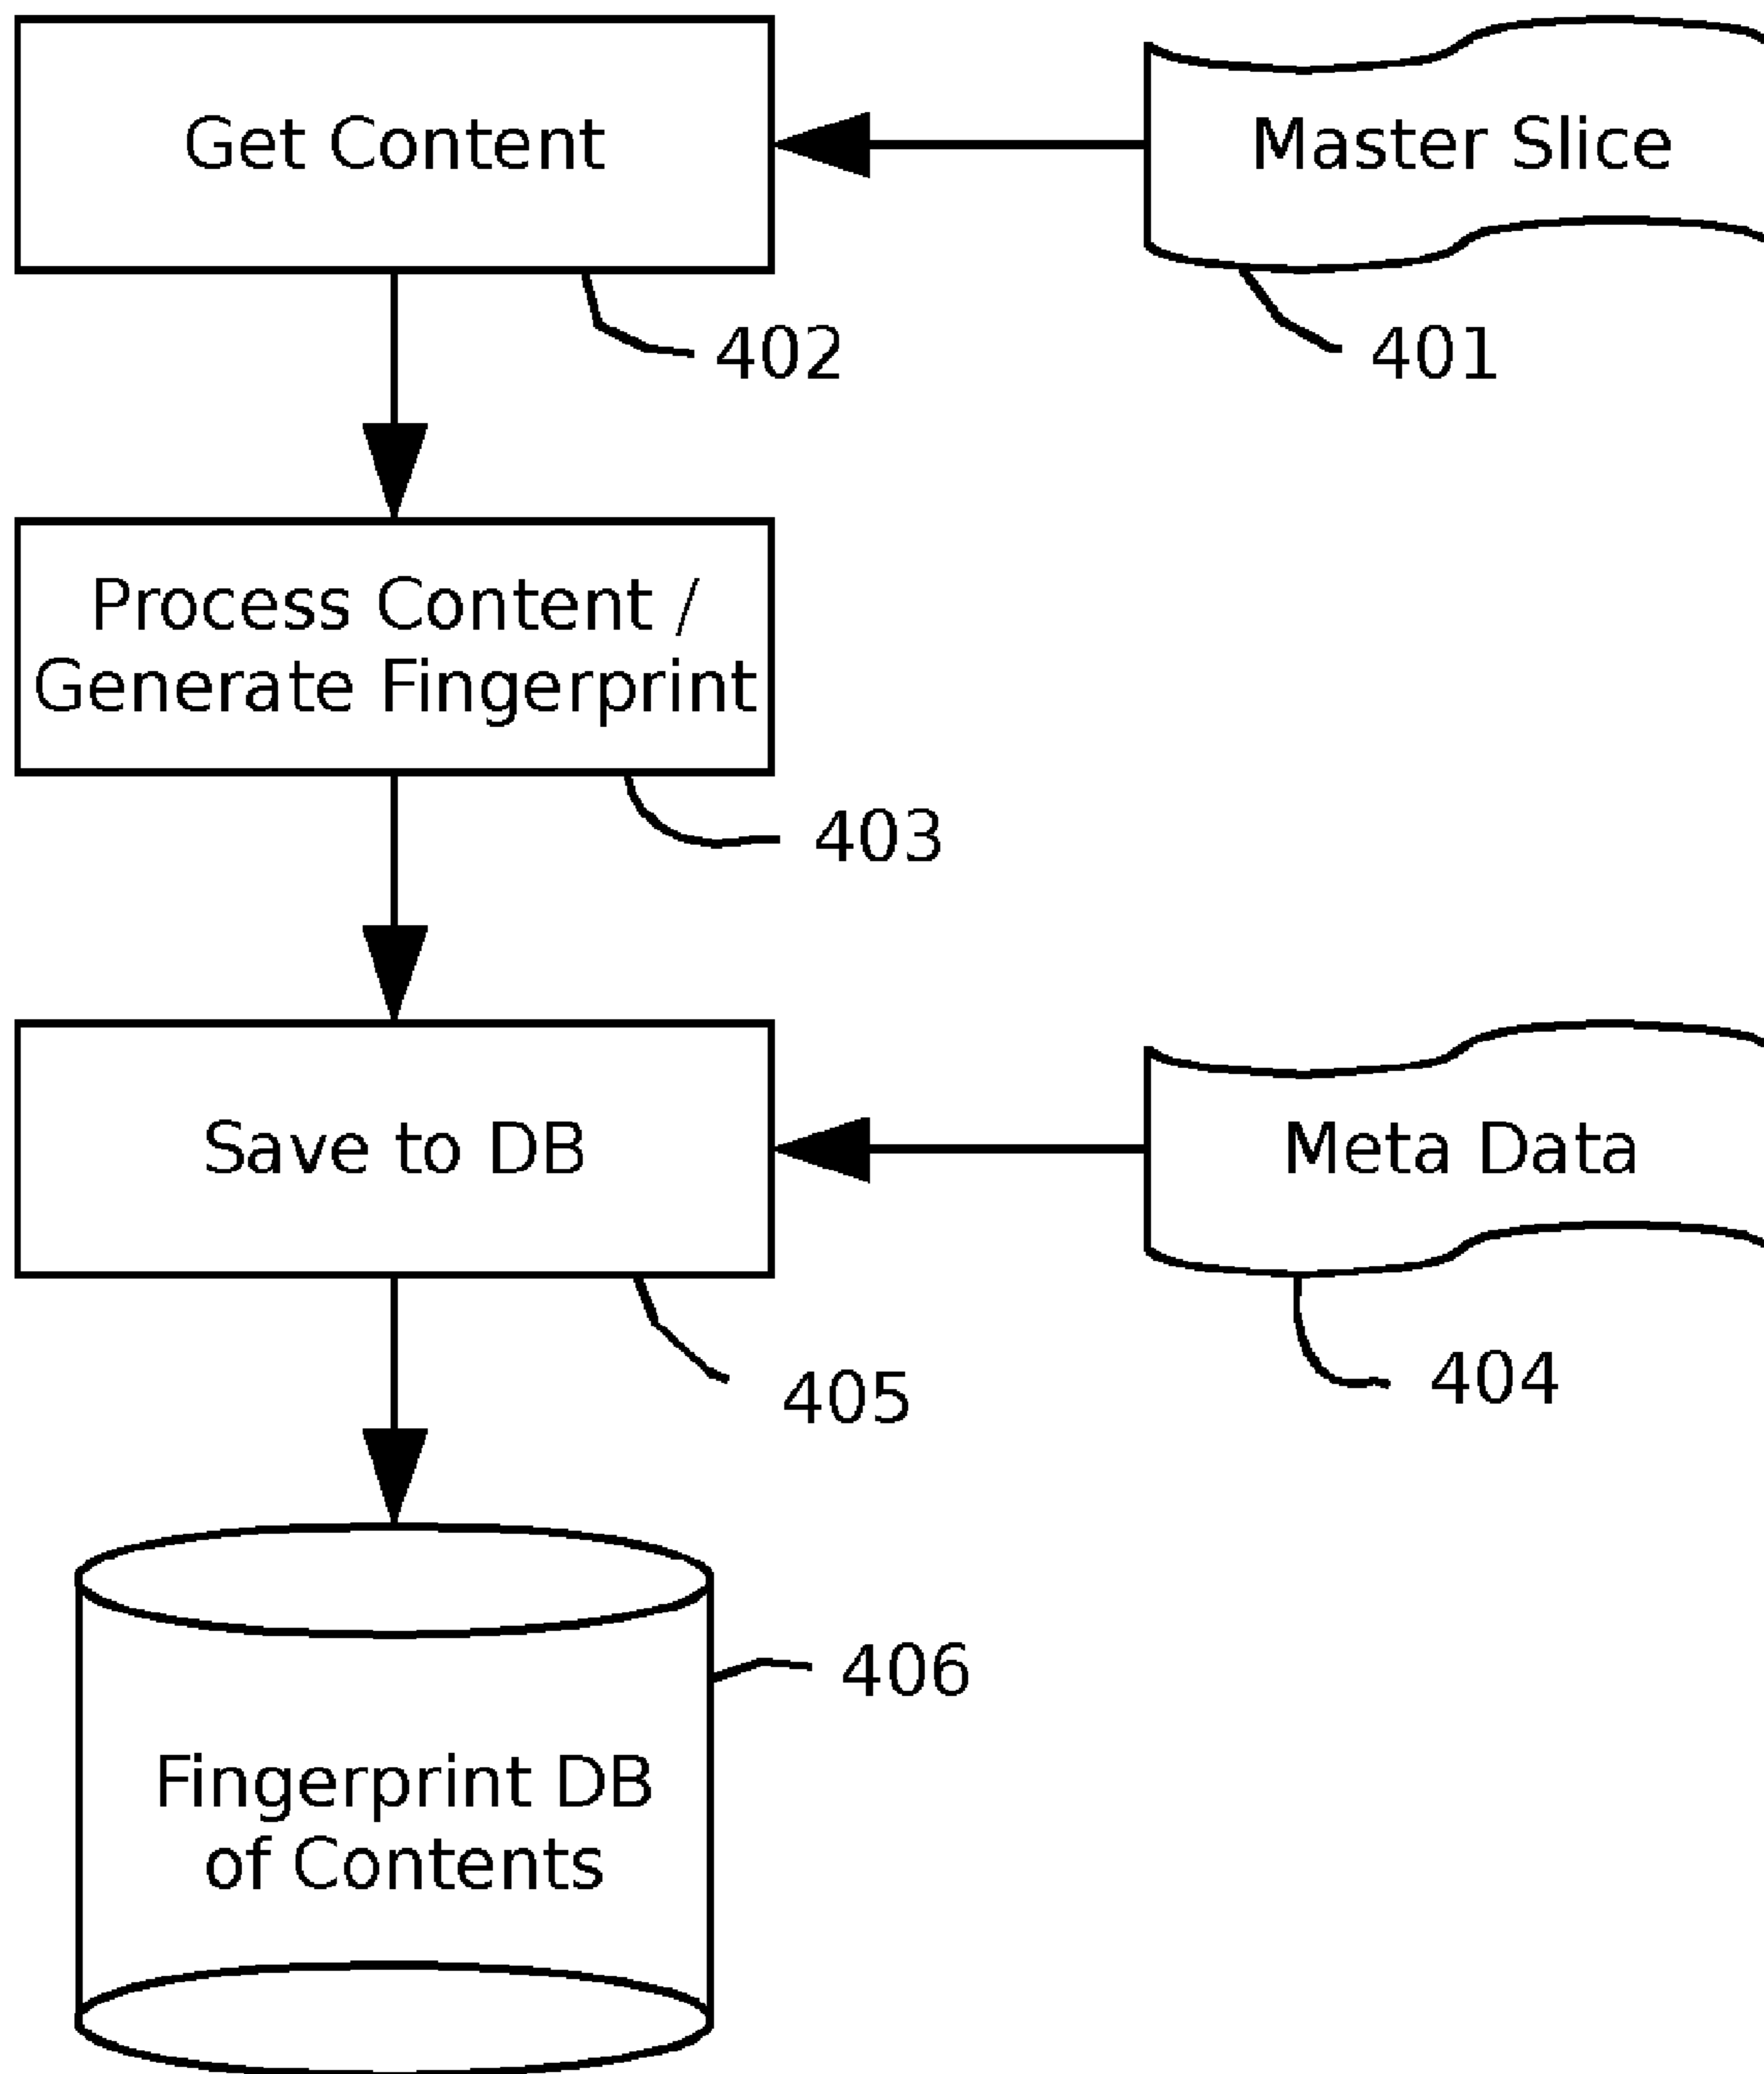 Get Content
Master Slice
402
401
Process Content /
Generate Fingerprint
403
Save to DB
Meta Data
405
404
406
Fingerprint DB
of Contents